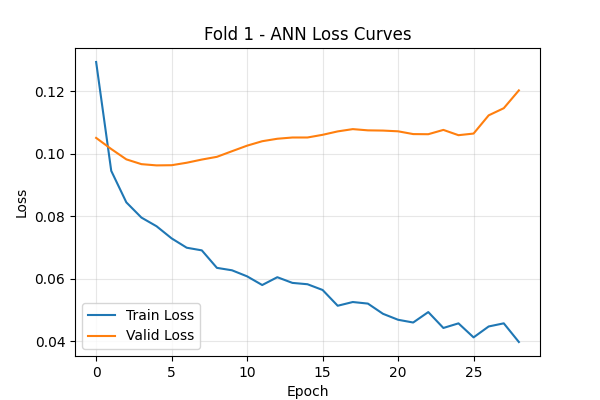 Fold 1 - ANN Loss Curves
Loss
0.12
0.10
0.08
0.06
0.04
Train Loss
Valid Loss
0 5 10 15 20 25
Epoch